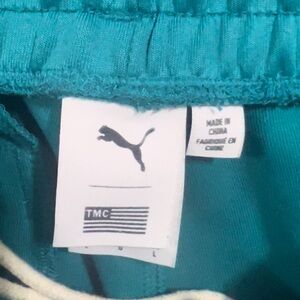 TMC
L G L
MADE IN
CHINA
FABRIQUÉ EN
CHINE